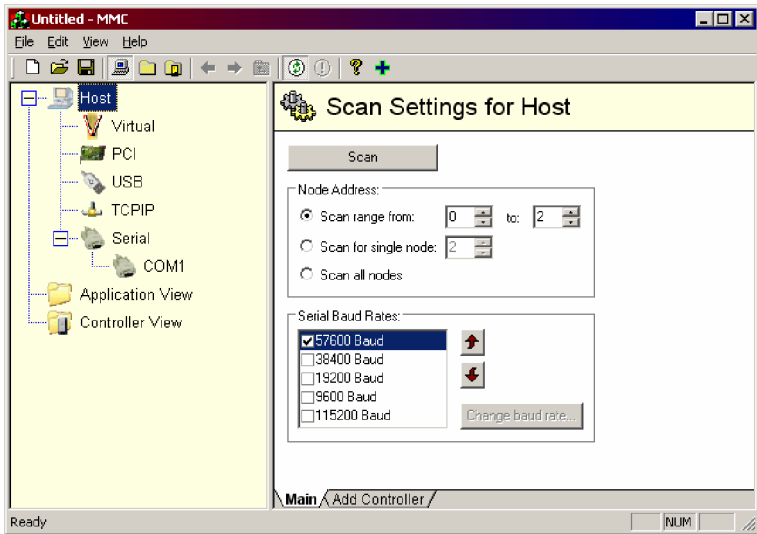 Untitled - MMC
File Edit View Help
Host
Virtual
PCI
USB
TCPIP
Serial
COM1
Application View
Controller View
Scan Settings for Host
Scan
Node Address:
Scan range from: 0 to: 2
Scan for single node: 2
Scan all nodes
Serial Baud Rates:
57600 Baud
38400 Baud
19200 Baud
9600 Baud
115200 Baud
Change baud rate...
Main Add Controller
Ready NUM